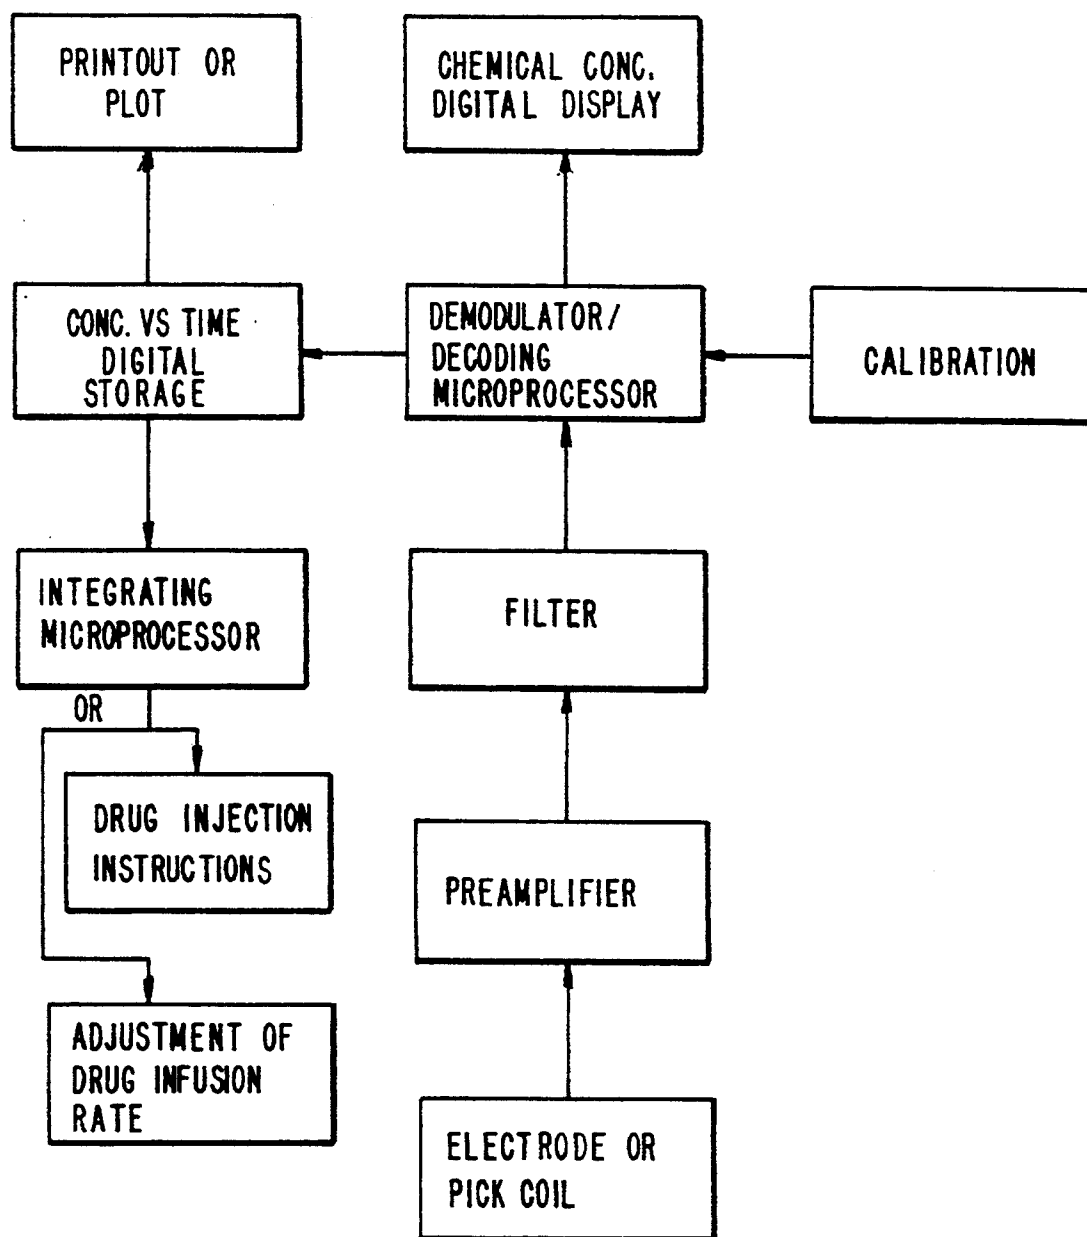 PRINTOUT OR
PLOT
CHEMICAL CONC.
DIGITAL DISPLAY
CONC. VS TIME
DIGITAL
STORAGE
DEMODULATOR/
DECODING
MICROPROCESSOR
CALIBRATION
INTEGRATING
MICROPROCESSOR
FILTER
OR
DRUG INJECTION
INSTRUCTIONS
PREAMPLIFIER
ADJUSTMENT OF
DRUG INFUSION
RATE
ELECTRODE OR
PICK COIL